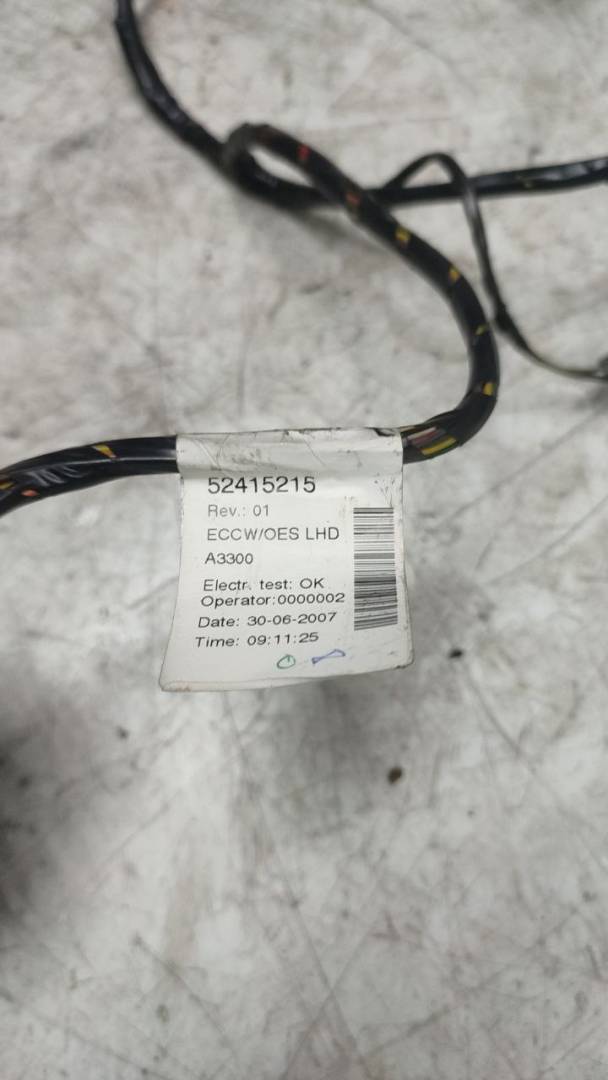 52415215
Rev.: 01
ECCW/OES LHD
A3300
Electr. test: OK
Operator:0000002
Date: 30-06-2007
Time: 09:11:25